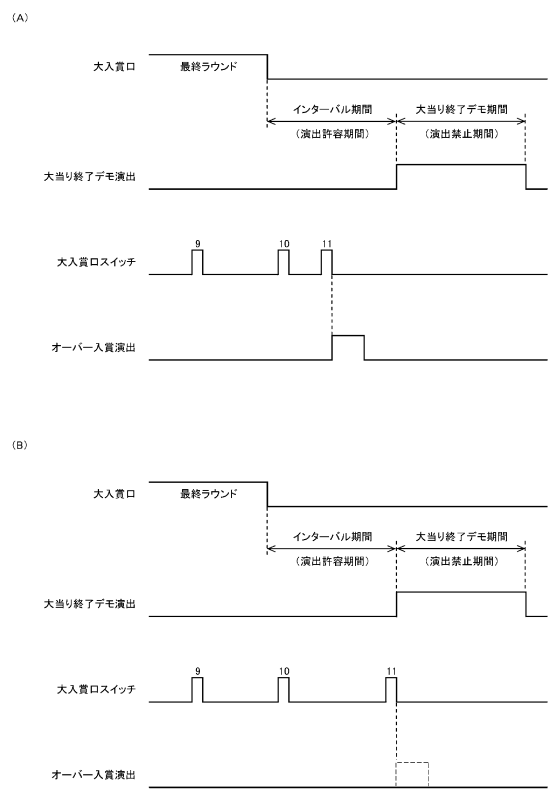 (A)
大入賞口
最終ラウンド
インターバル期間
大当り終了デモ期間
(演出許容期間)
(演出禁止期間)
大当り終了デモ演出
9
10
11
大入賞口スイッチ
オーバー入賞演出
(B)
大入賞口
最終ラウンド
インターバル期間
大当り終了デモ期間
(演出許容期間)
(演出禁止期間)
大当り終了デモ演出
9
10
11
大入賞口スイッチ
オーバー入賞演出